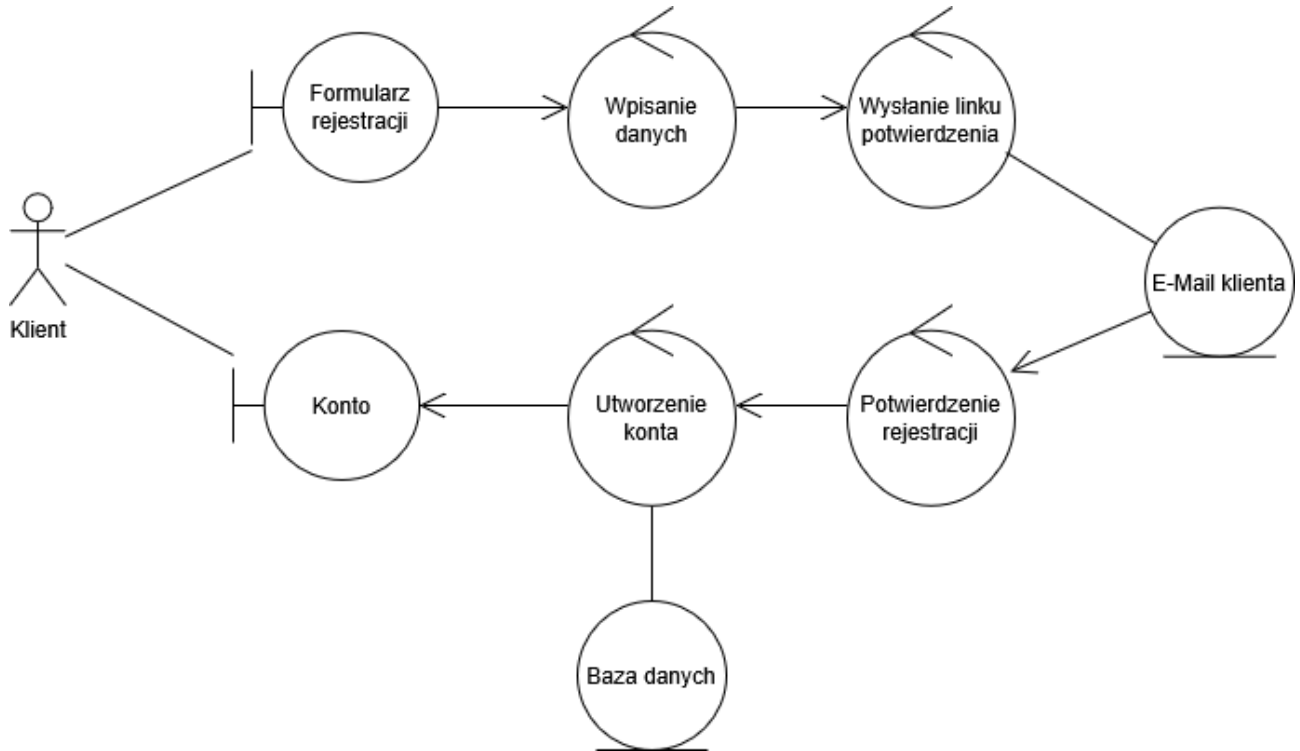 Formularz
rejestracji
Wpisanie
danych
Wysłanie linku
potwierdzenia
E-Mail klienta
Klient
Konto
Utworzenie
konta
Potwierdzenie
rejestracji
Baza danych